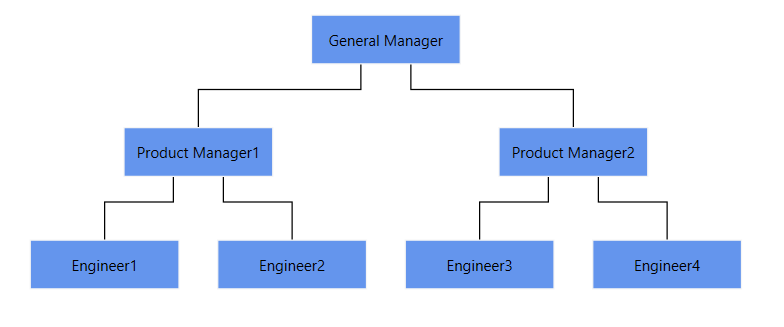 General Manager
Product Manager1
Product Manager2
Engineer1
Engineer2
Engineer3
Engineer4